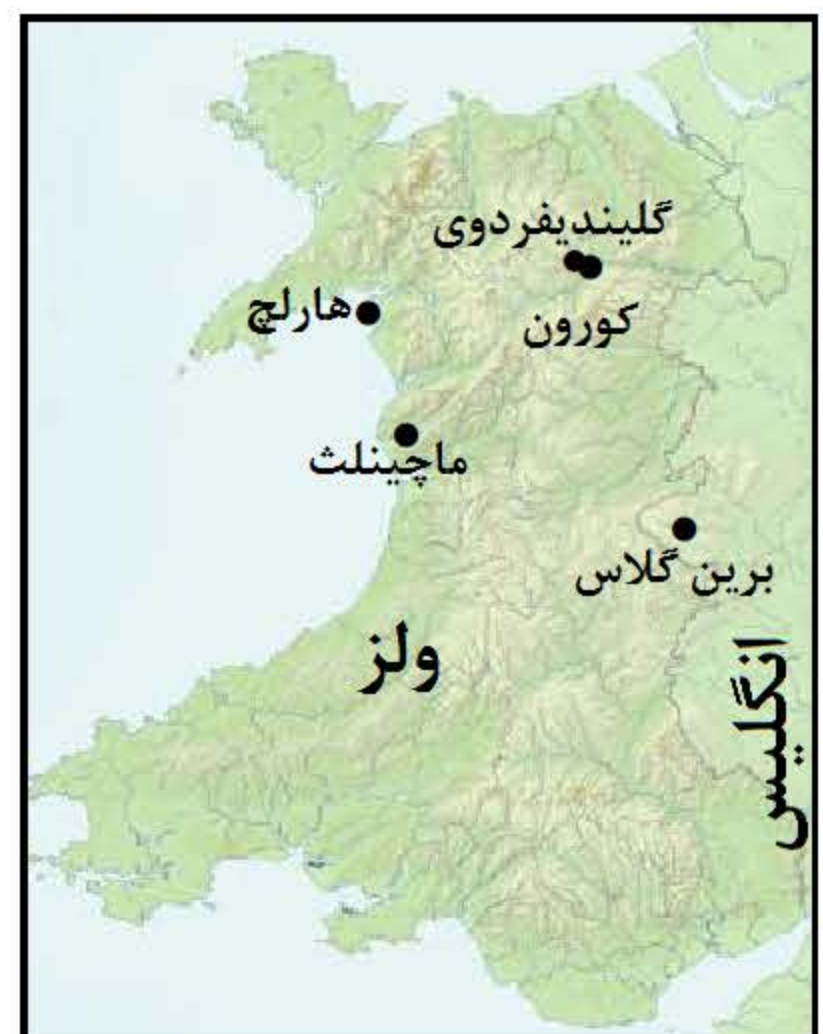 گلیندیفردوی
هارلچ
کورون
ماچینلث
برین گلاس
ولز
انگلیس